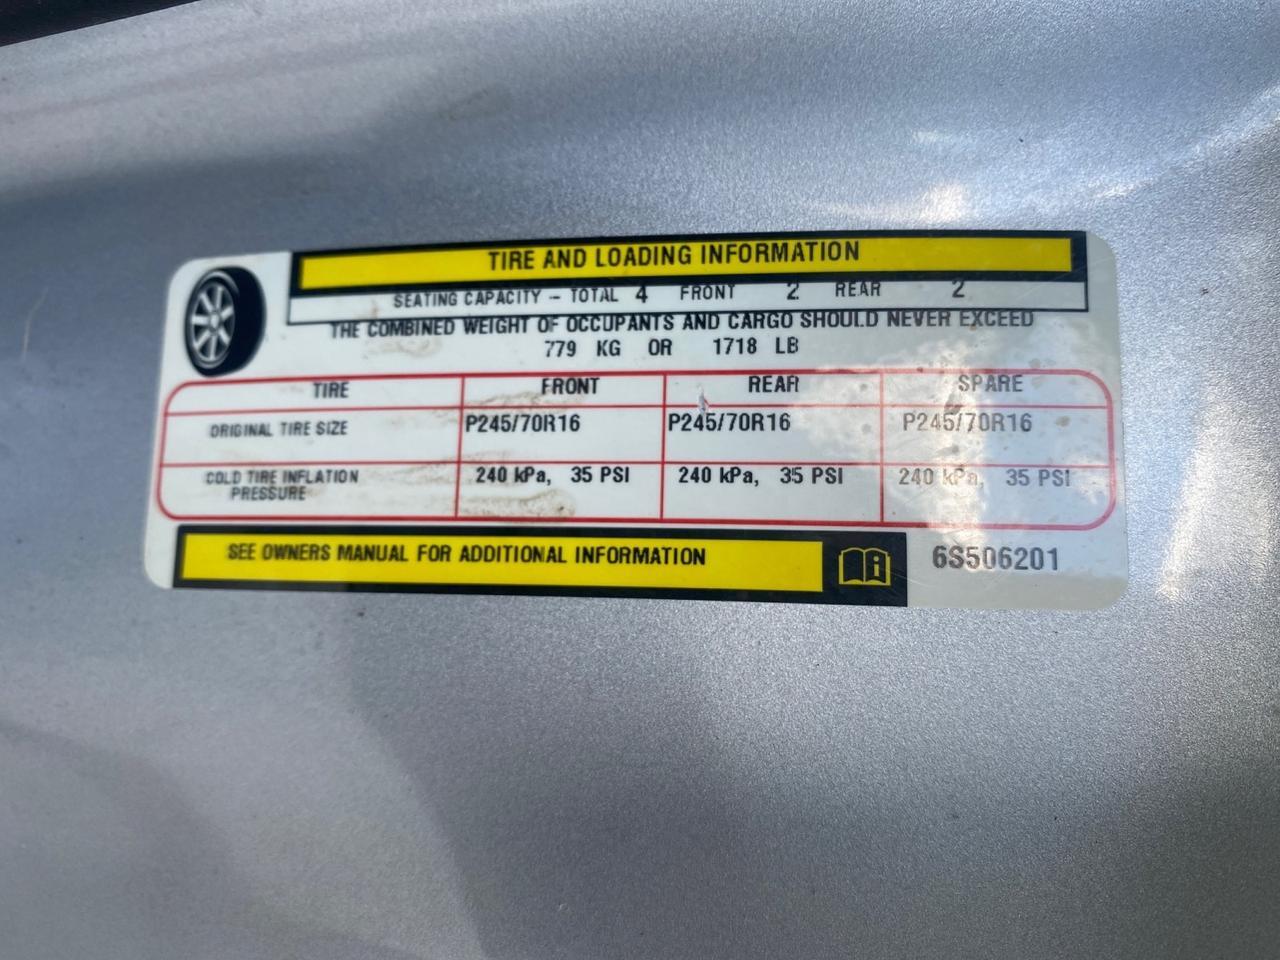 TIRE AND LOADING INFORMATION
SEATING CAPACITY – TOTAL 4 FRONT 2 REAR 2
THE COMBINED WEIGHT OF OCCUPANTS AND CARGO SHOULD NEVER EXCEED
779 KG OR 1718 LB
TIRE FRONT REAR SPARE
ORIGINAL TIRE SIZE P245/70R16 P245/70R16 P245/70R16
COLD TIRE INFLATION 240 kPa, 35 PSI 240 kPa, 35 PSI 240 kPa, 35 PSI
PRESSURE
SEE OWNERS MANUAL FOR ADDITIONAL INFORMATION 6S506201